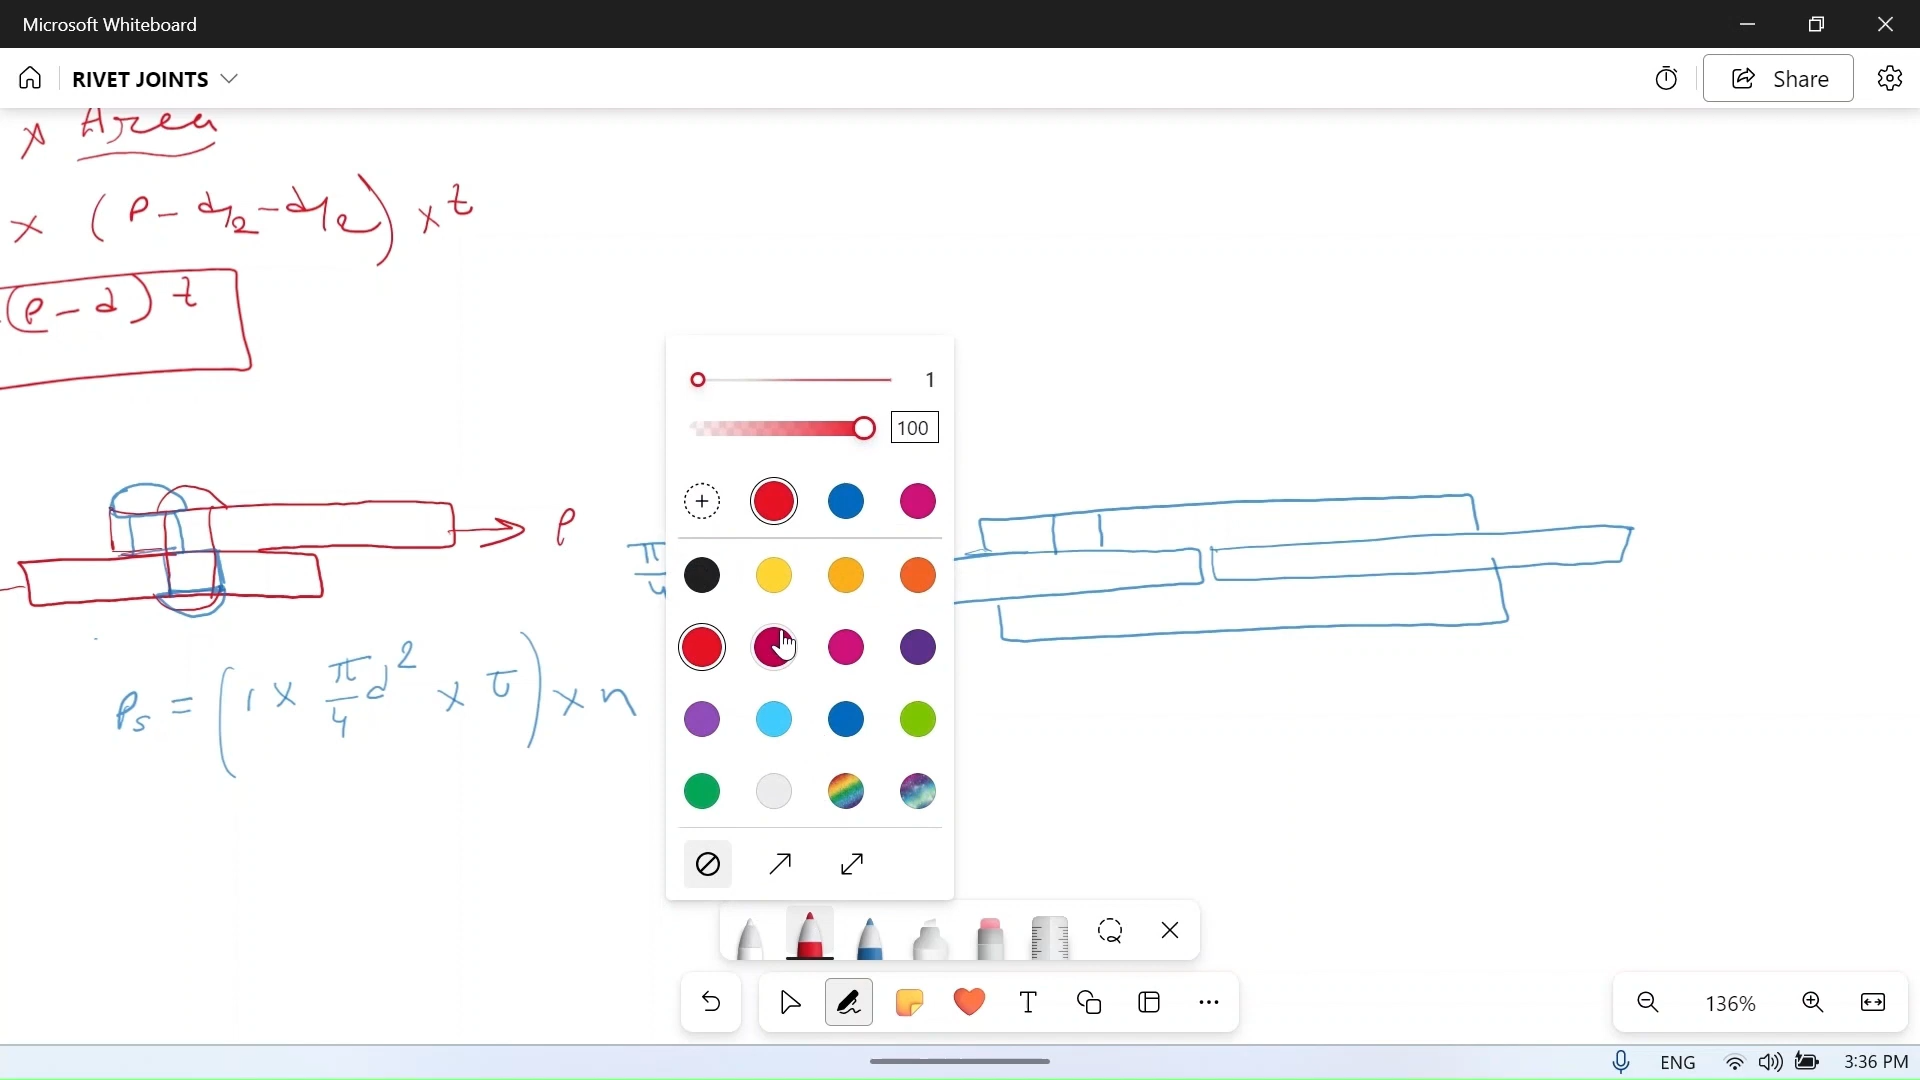 Microsoft Whiteboard
RIVET JOINTS
Share
x Area
x (P - d/2 - d/2) x t
(P - d) t
P
π
Ps = (1 x π/4 d² x τ) x n
1
100
T
136%
ENG
3:36 PM